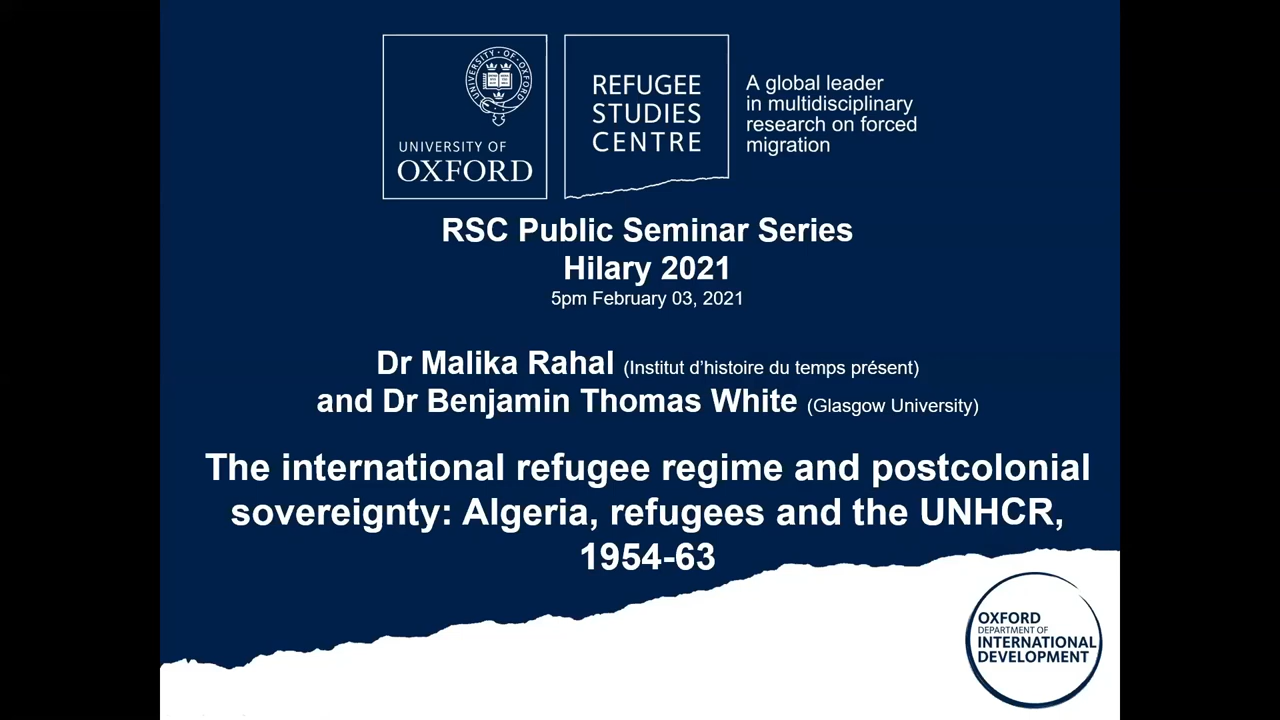 UNIVERSITY OF OXFORD
UNIVERSITY OF
OXFORD
REFUGEE
STUDIES
CENTRE
A global leader
in multidisciplinary
research on forced
migration
RSC Public Seminar Series
Hilary 2021
5pm February 03, 2021
Dr Malika Rahal (Institut d'histoire du temps présent)
and Dr Benjamin Thomas White (Glasgow University)
The international refugee regime and postcolonial
sovereignty: Algeria, refugees and the UNHCR,
1954-63
OXFORD
DEPARTMENT OF
INTERNATIONAL
DEVELOPMENT